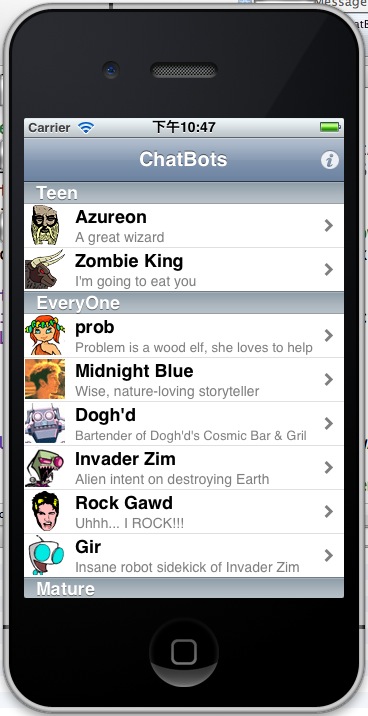 Message
Carrier 下午10:47
ChatBots
Teen
Azureon
A great wizard
Zombie King
I'm going to eat you
EveryOne
prob
Problem is a wood elf, she loves to help
Midnight Blue
Wise, nature-loving storyteller
Dogh'd
Bartender of Dogh'd's Cosmic Bar & Gril
Invader Zim
Alien intent on destroying Earth
Rock Gawd
Uhhh... I ROCK!!!
Gir
Insane robot sidekick of Invader Zim
Mature